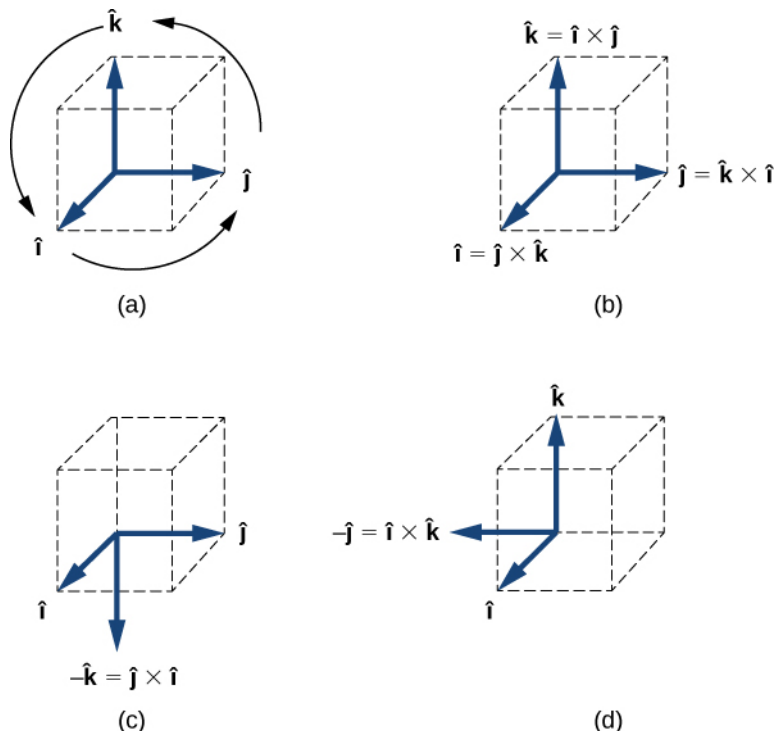 k̂
ĵ
î
(a)
k̂ = î × ĵ
ĵ = k̂ × î
î = ĵ × k̂
(b)
ĵ
î
–k̂ = ĵ × î
(c)
k̂
–ĵ = î × k̂
î
(d)